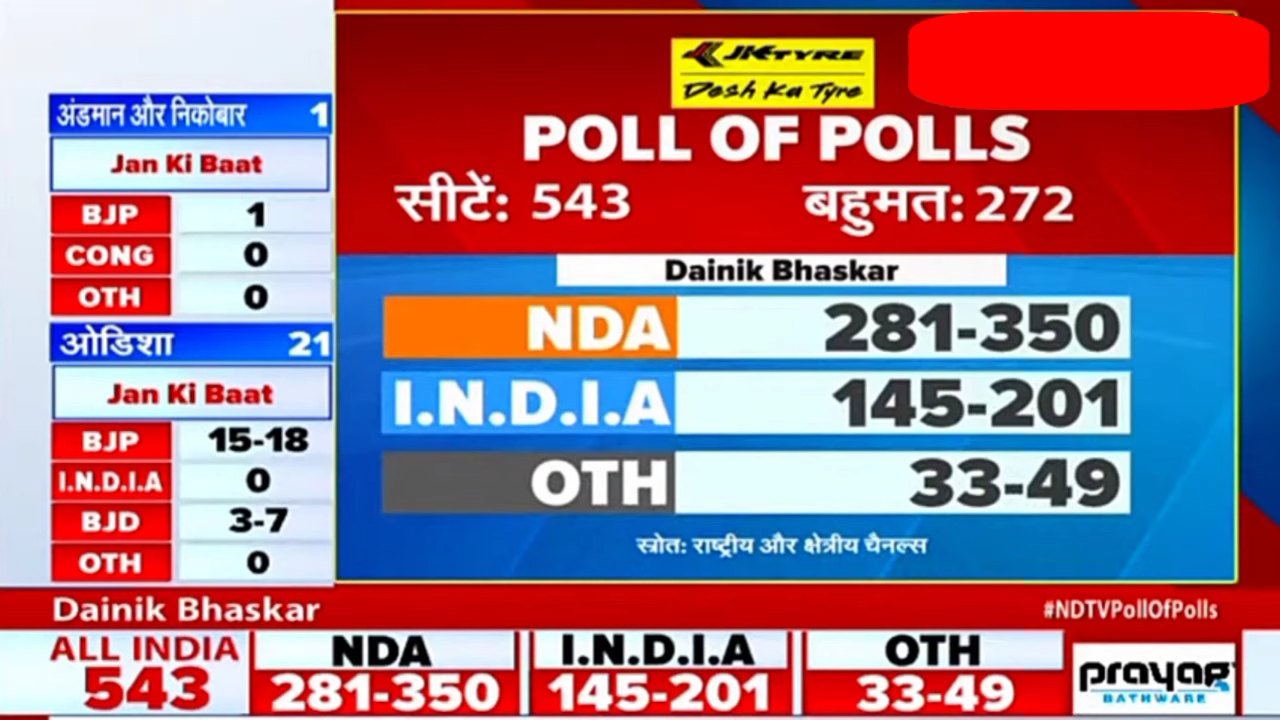 अंडमान और निकोबार 1
Jan Ki Baat
BJP 1
CONG 0
OTH 0
ओडिशा 21
Jan Ki Baat
BJP 15-18
I.N.D.I.A 0
BJD 3-7
OTH 0
JK TYRE
Desh Ka Tyre
POLL OF POLLS
सीटें: 543 बहुमत: 272
Dainik Bhaskar
NDA 281-350
I.N.D.I.A 145-201
OTH 33-49
स्रोत: राष्ट्रीय और क्षेत्रीय चैनल्स
Dainik Bhaskar #NDTVPollOfPolls
ALL INDIA NDA I.N.D.I.A OTH
543 281-350 145-201 33-49
prayag
BATHWARE